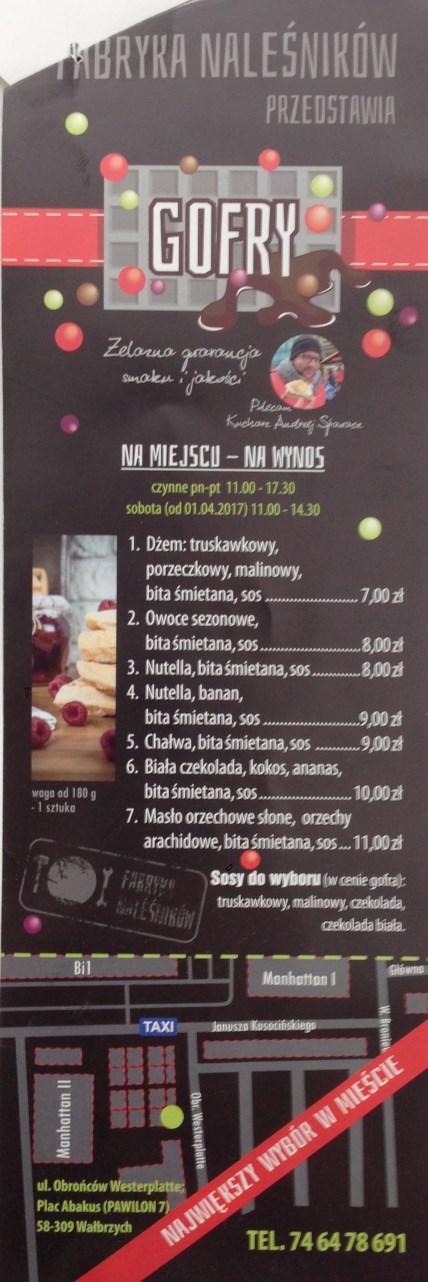 FABRYKA NALEŚNIKÓW
PRZEDSTAWIA
GOFRY
Żelazna gwarancja
smaku i jakości
Polecam
Kucharz Andrzej
NA MIEJSCU – NA WYNOS
czynne pn-pt 11.00 - 17.30
sobota (od 01.04.2017) 11.00 - 14.30
1. Dżem: truskawkowy,
porzeczkowy, malinowy,
bita śmietana, sos ..................... 7,00 zł
2. Owoce sezonowe,
bita śmietana, sos ..................... 8,00 zł
3. Nutella, bita śmietana, sos ........... 8,00 zł
4. Nutella, banan,
bita śmietana, sos ..................... 9,00 zł
5. Chałwa, bita śmietana, sos .......... 9,00 zł
6. Biała czekolada, kokos, ananas,
bita śmietana, sos ..................... 10,00 zł
7. Masło orzechowe słone, orzechy
arachidowe, bita śmietana, sos ... 11,00 zł
waga od 180 g
- 1 sztuka
FABRYKA
NALEŚNIKÓW
Sosy do wyboru (w cenie gofra):
truskawkowy, malinowy, czekolada,
czekolada biała.
Bi1
Manhattan I
Główna
TAXI
Janusza Kusocińskiego
W. Broniew
Manhattan II
Obr. Westerplatte
NAJWIĘKSZY WYBÓR W MIEŚCIE
ul. Obrońców Westerplatte,
Plac Abakus (PAWILON 7)
58-309 Wałbrzych
TEL. 74 64 78 691